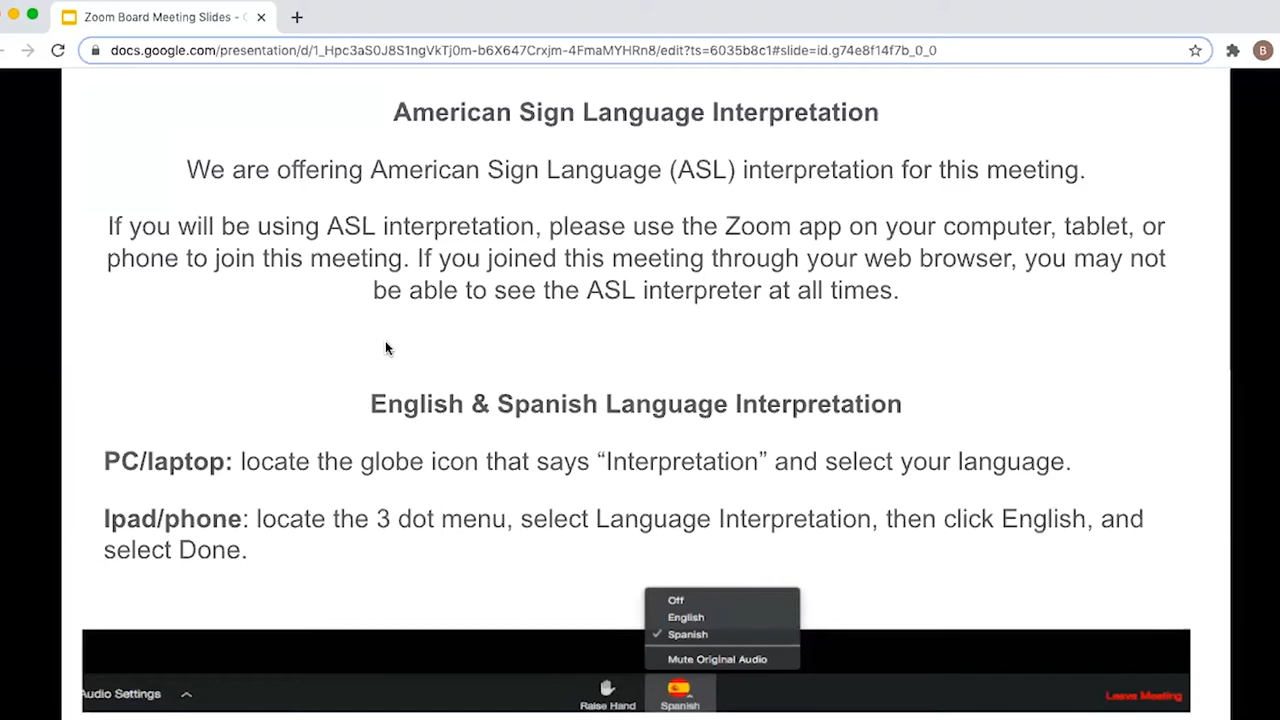 Zoom Board Meeting Slides -
docs.google.com/presentation/d/1_Hpc3aS0J8S1ngVkTj0m-b6X647Crxjm-4FmaMYHRn8/edit?ts=6035b8c1#slide=id.g74e8f14f7b_0_0
B
American Sign Language Interpretation
We are offering American Sign Language (ASL) interpretation for this meeting.
If you will be using ASL interpretation, please use the Zoom app on your computer, tablet, or
phone to join this meeting. If you joined this meeting through your web browser, you may not
be able to see the ASL interpreter at all times.
English & Spanish Language Interpretation
PC/laptop: locate the globe icon that says “Interpretation” and select your language.
Ipad/phone: locate the 3 dot menu, select Language Interpretation, then click English, and
select Done.
Off
English
Spanish
Mute Original Audio
Audio Settings
Raise Hand
Spanish
Leave Meeting